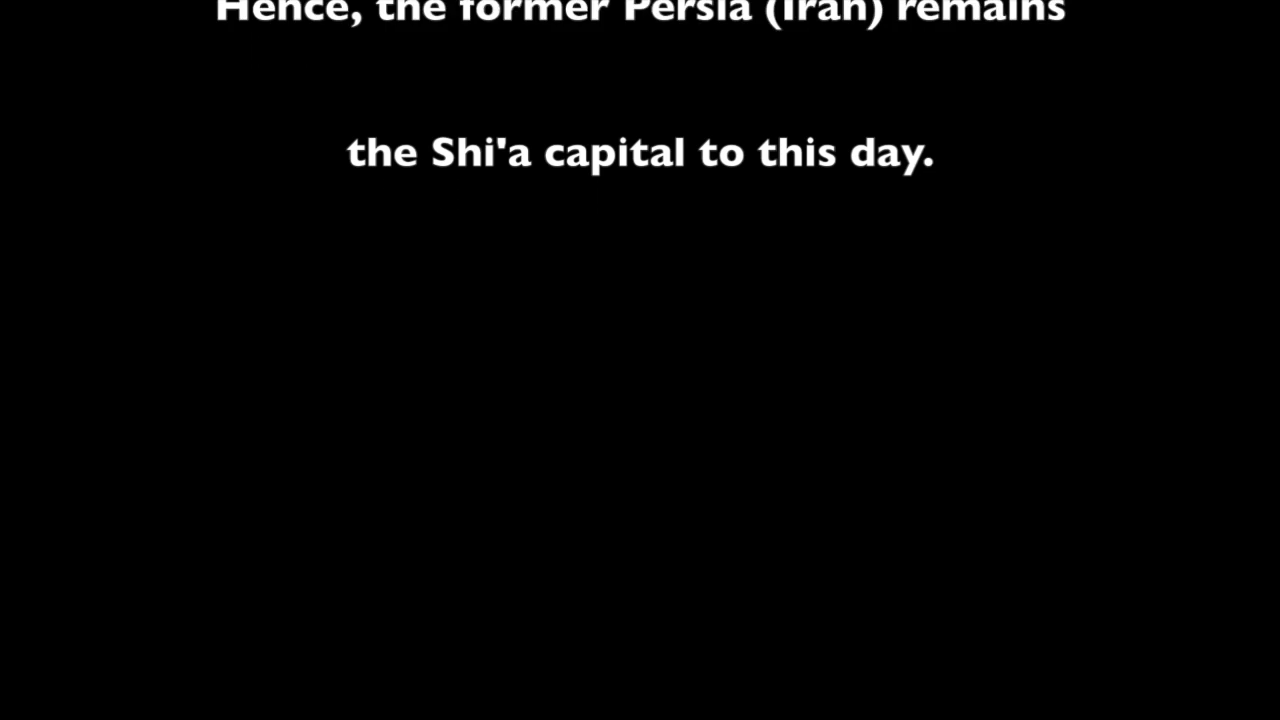 Hence, the former Persia (Iran) remains
the Shi'a capital to this day.